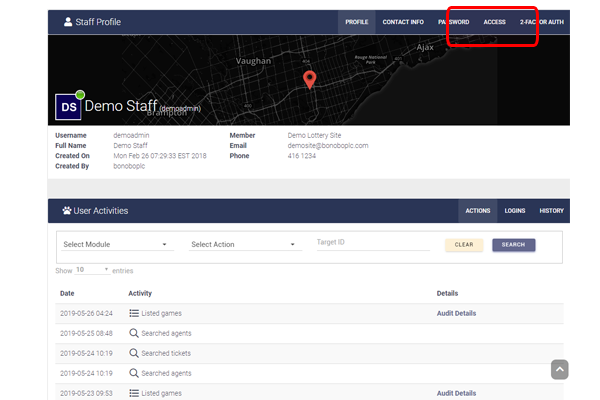 Staff Profile PROFILE CONTACT INFO PASSWORD ACCESS 2-FACTOR AUTH
Ajax
Vaughan
Rouge National
Park
DS Demo Staff (demoadmin)
Brampton
Username demoadmin Member Demo Lottery Site
Full Name Demo Staff Email demosite@bonoboplc.com
Created On Mon Feb 26 07:29:33 EST 2018 Phone 416 1234
Created By bonoboplc
User Activities ACTIONS LOGINS HISTORY
Select Module Select Action Target ID CLEAR SEARCH
Show 10 entries
Date Activity Details
2019-05-26 04:24 Listed games Audit Details
2019-05-25 08:48 Searched agents
2019-05-24 10:19 Searched tickets
2019-05-24 10:19 Searched agents
2019-05-23 09:53 Listed games Audit Details